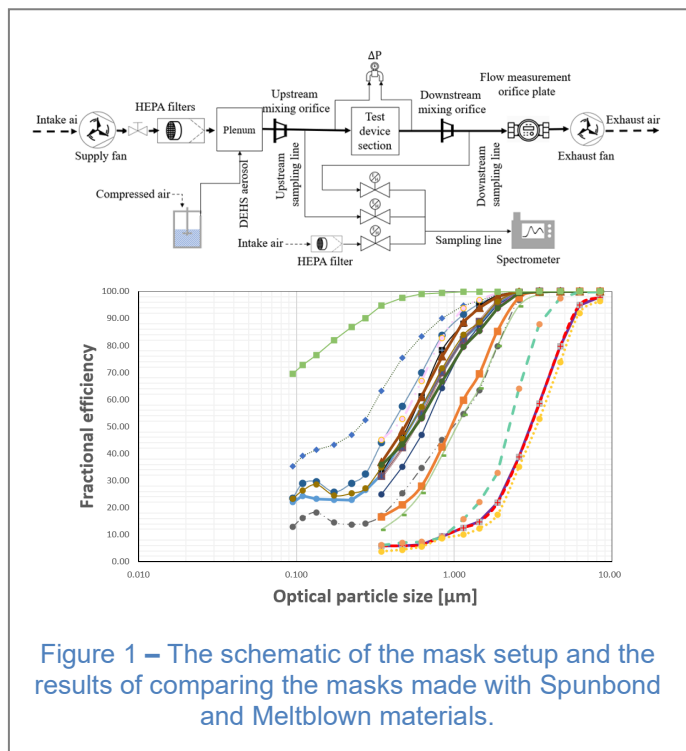 ΔP
HEPA filters
Upstream
mixing orifice
Downstream
mixing orifice
Flow measurement
orifice plate
Intake ai
Supply fan
Plenum
Test
device
section
Exhaust air
Exhaust fan
Compressed air
DEHS aerosol
Upstream
sampling line
Downstream
sampling line
Intake air
HEPA
filter
Sampling line
Spectrometer
100.00
90.00
80.00
70.00
60.00
50.00
40.00
30.00
20.00
10.00
0.00
Fractional efficiency
0.010
0.100
1.000
10.00
Optical particle size [µm]
Figure 1 – The schematic of the mask setup and the
results of comparing the masks made with Spunbond
and Meltblown materials.